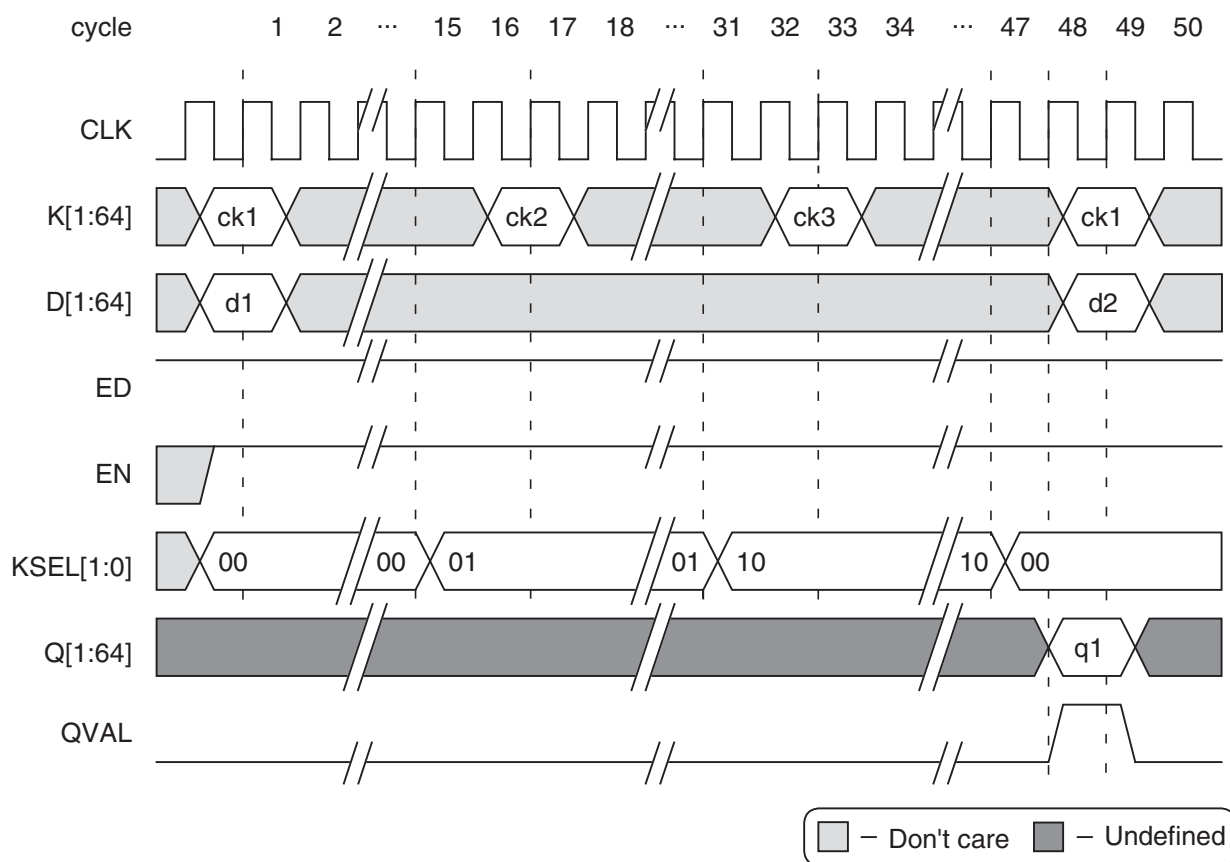 cycle 1 2 ... 15 16 17 18 ... 31 32 33 34 ... 47 48 49 50
CLK
K[1:64] ck1 ck2 ck3 ck1
D[1:64] d1 d2
ED
EN
KSEL[1:0] 00 00 01 01 10 10 00
Q[1:64] q1
QVAL
– Don't care – Undefined